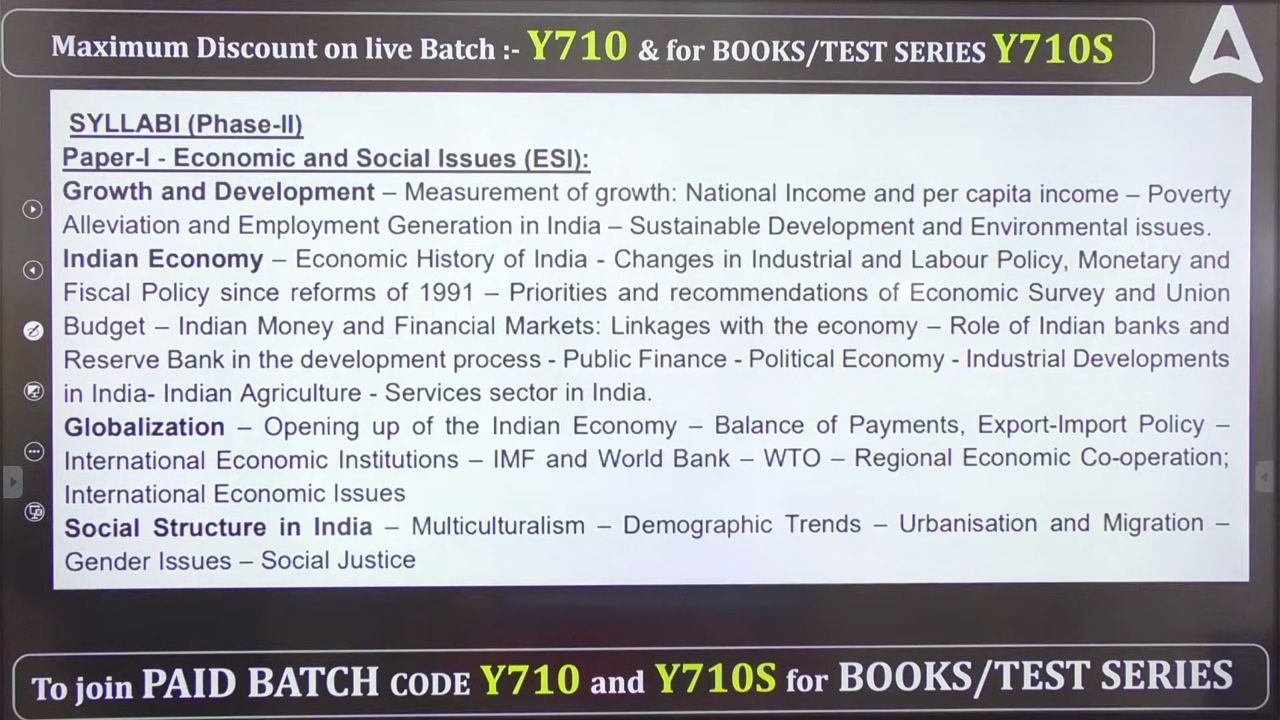 Maximum Discount on live Batch :- Y710 & for BOOKS/TEST SERIES Y710S
SYLLABI (Phase-II)
Paper-I - Economic and Social Issues (ESI):
Growth and Development – Measurement of growth: National Income and per capita income – Poverty
Alleviation and Employment Generation in India – Sustainable Development and Environmental issues.
Indian Economy – Economic History of India - Changes in Industrial and Labour Policy, Monetary and
Fiscal Policy since reforms of 1991 – Priorities and recommendations of Economic Survey and Union
Budget – Indian Money and Financial Markets: Linkages with the economy – Role of Indian banks and
Reserve Bank in the development process - Public Finance - Political Economy - Industrial Developments
in India- Indian Agriculture - Services sector in India.
Globalization – Opening up of the Indian Economy – Balance of Payments, Export-Import Policy –
International Economic Institutions – IMF and World Bank – WTO – Regional Economic Co-operation;
International Economic Issues
Social Structure in India – Multiculturalism – Demographic Trends – Urbanisation and Migration –
Gender Issues – Social Justice
To join PAID BATCH CODE Y710 and Y710S for BOOKS/TEST SERIES